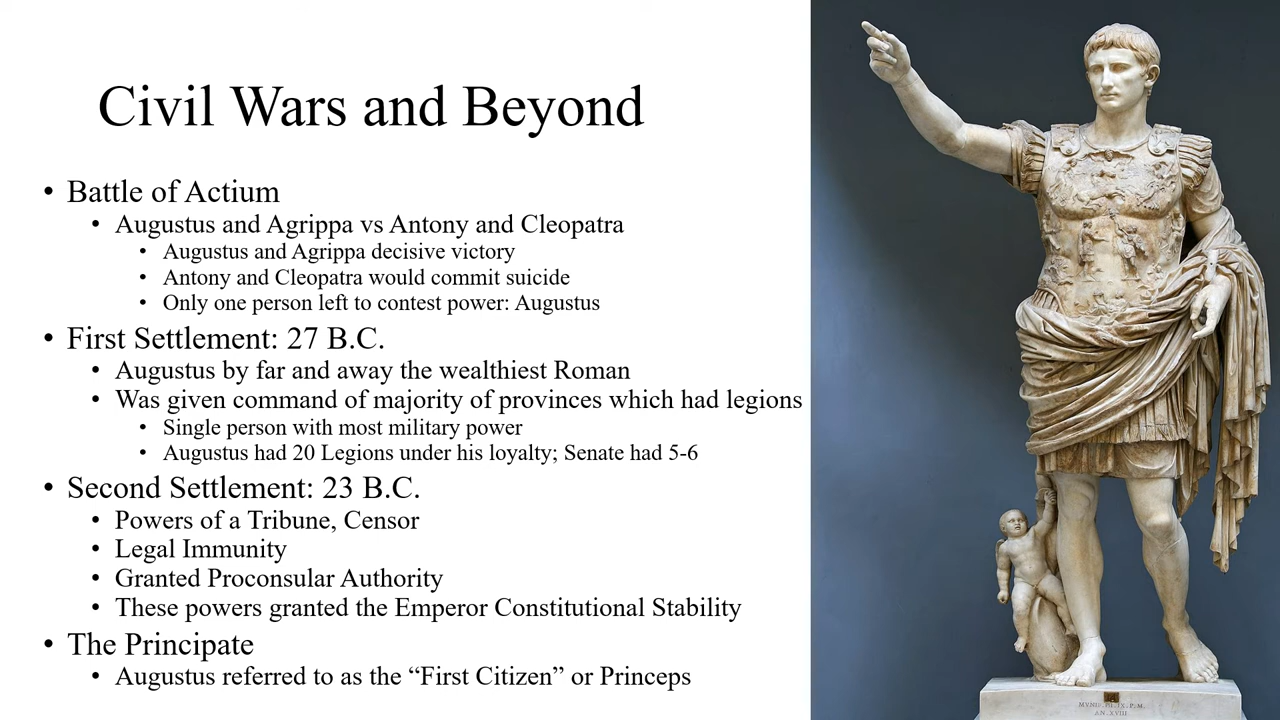 Civil Wars and Beyond
• Battle of Actium
• Augustus and Agrippa vs Antony and Cleopatra
• Augustus and Agrippa decisive victory
• Antony and Cleopatra would commit suicide
• Only one person left to contest power: Augustus
• First Settlement: 27 B.C.
• Augustus by far and away the wealthiest Roman
• Was given command of majority of provinces which had legions
• Single person with most military power
• Augustus had 20 Legions under his loyalty; Senate had 5-6
• Second Settlement: 23 B.C.
• Powers of a Tribune, Censor
• Legal Immunity
• Granted Proconsular Authority
• These powers granted the Emperor Constitutional Stability
• The Principate
• Augustus referred to as the “First Citizen” or Princeps
AN.XVIII